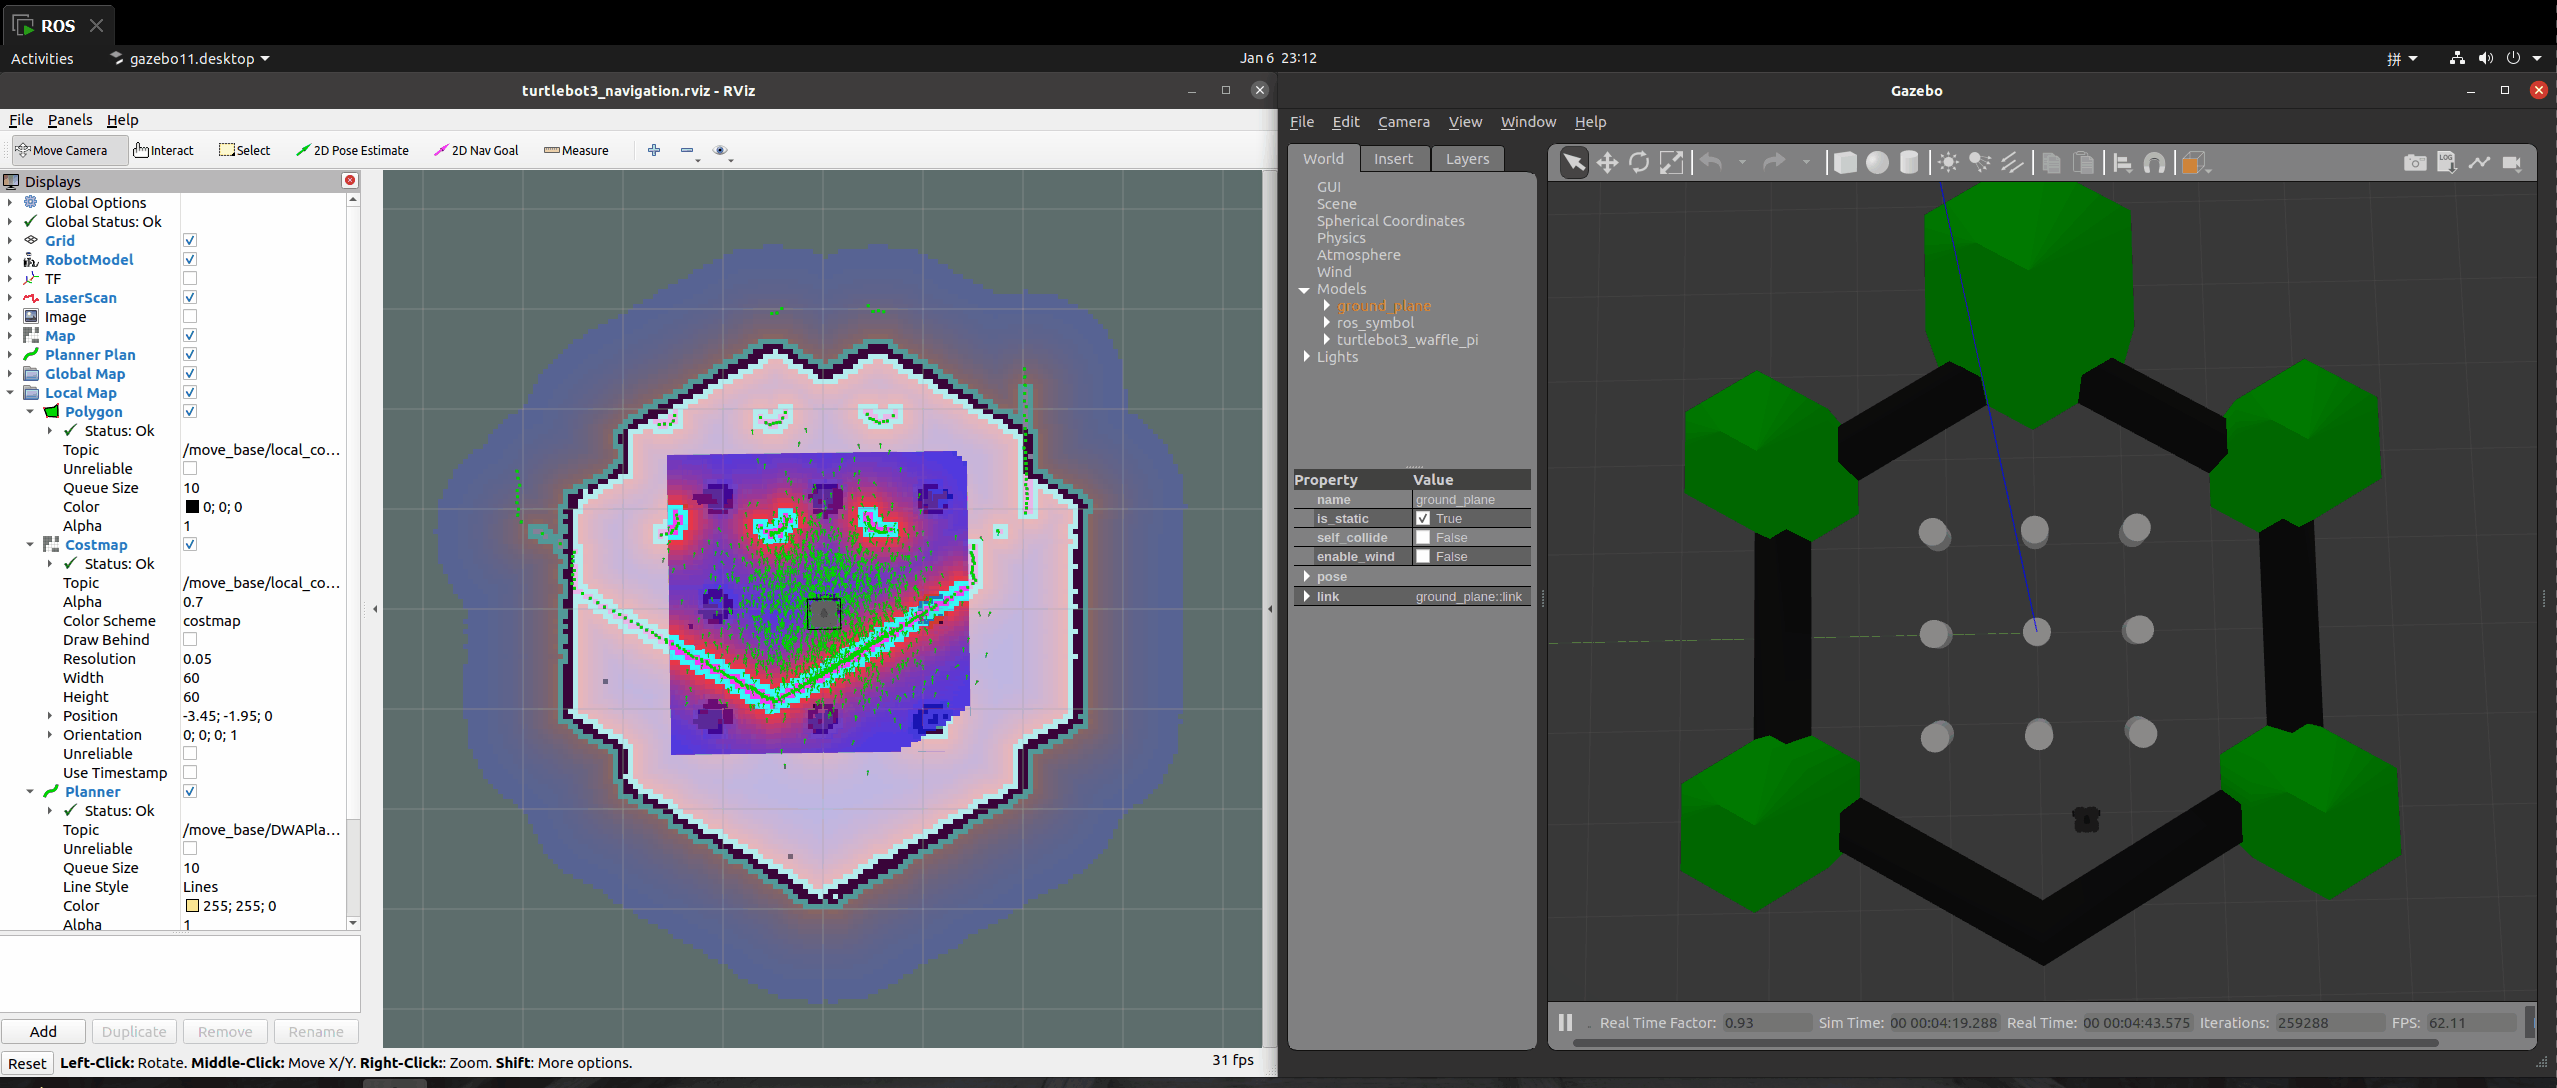 ROS
Activities
gazebo11.desktop
Jan 6 23:12
拼
turtlebot3_navigation.rviz - RViz
File Panels Help
Move Camera Interact Select 2D Pose Estimate 2D Nav Goal Measure
Displays
Global Options
Global Status: Ok
Grid
RobotModel
TF
LaserScan
Image
Map
Planner Plan
Global Map
Local Map
Polygon
Status: Ok
Topic /move_base/local_co...
Unreliable
Queue Size 10
Color 0; 0; 0
Alpha 1
Costmap
Status: Ok
Topic /move_base/local_co...
Alpha 0.7
Color Scheme costmap
Draw Behind
Resolution 0.05
Width 60
Height 60
Position -3.45; -1.95; 0
Orientation 0; 0; 0; 1
Unreliable
Use Timestamp
Planner
Status: Ok
Topic /move_base/DWAPla...
Unreliable
Queue Size 10
Line Style Lines
Color 255; 255; 0
Alpha 1
Add Duplicate Remove Rename
Reset Left-Click: Rotate. Middle-Click: Move X/Y. Right-Click:: Zoom. Shift: More options.
31 fps
Gazebo
File Edit Camera View Window Help
World Insert Layers
GUI
Scene
Spherical Coordinates
Physics
Atmosphere
Wind
Models
ground_plane
ros_symbol
turtlebot3_waffle_pi
Lights
Property Value
name ground_plane
is_static True
self_collide False
enable_wind False
pose
link ground_plane::link
LOG
Real Time Factor: 0.93 Sim Time: 00 00:04:19.288 Real Time: 00 00:04:43.575 Iterations: 259288 FPS: 62.11